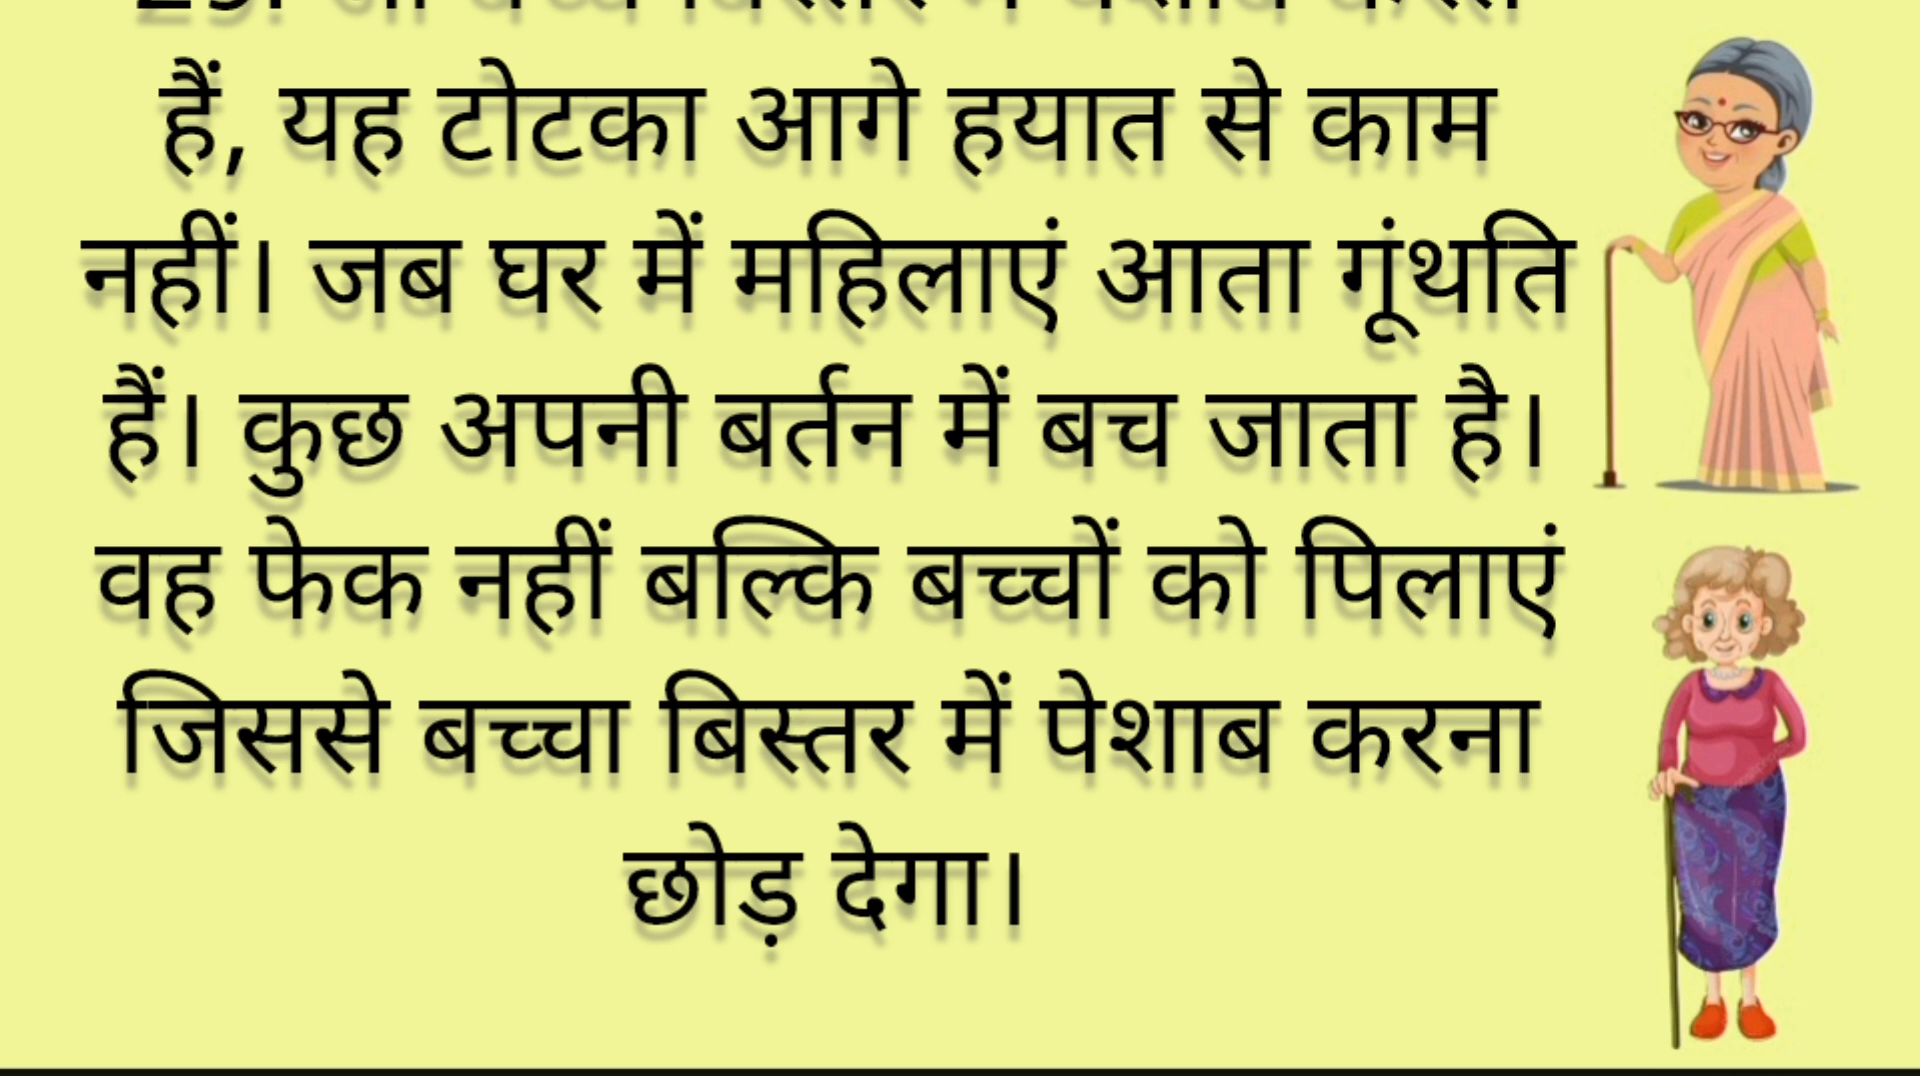 हैं, यह टोटका आगे हयात से काम
नहीं। जब घर में महिलाएं आता गूंथति
हैं। कुछ अपनी बर्तन में बच जाता है।
वह फेक नहीं बल्कि बच्चों को पिलाएं
जिससे बच्चा बिस्तर में पेशाब करना
छोड़ देगा।